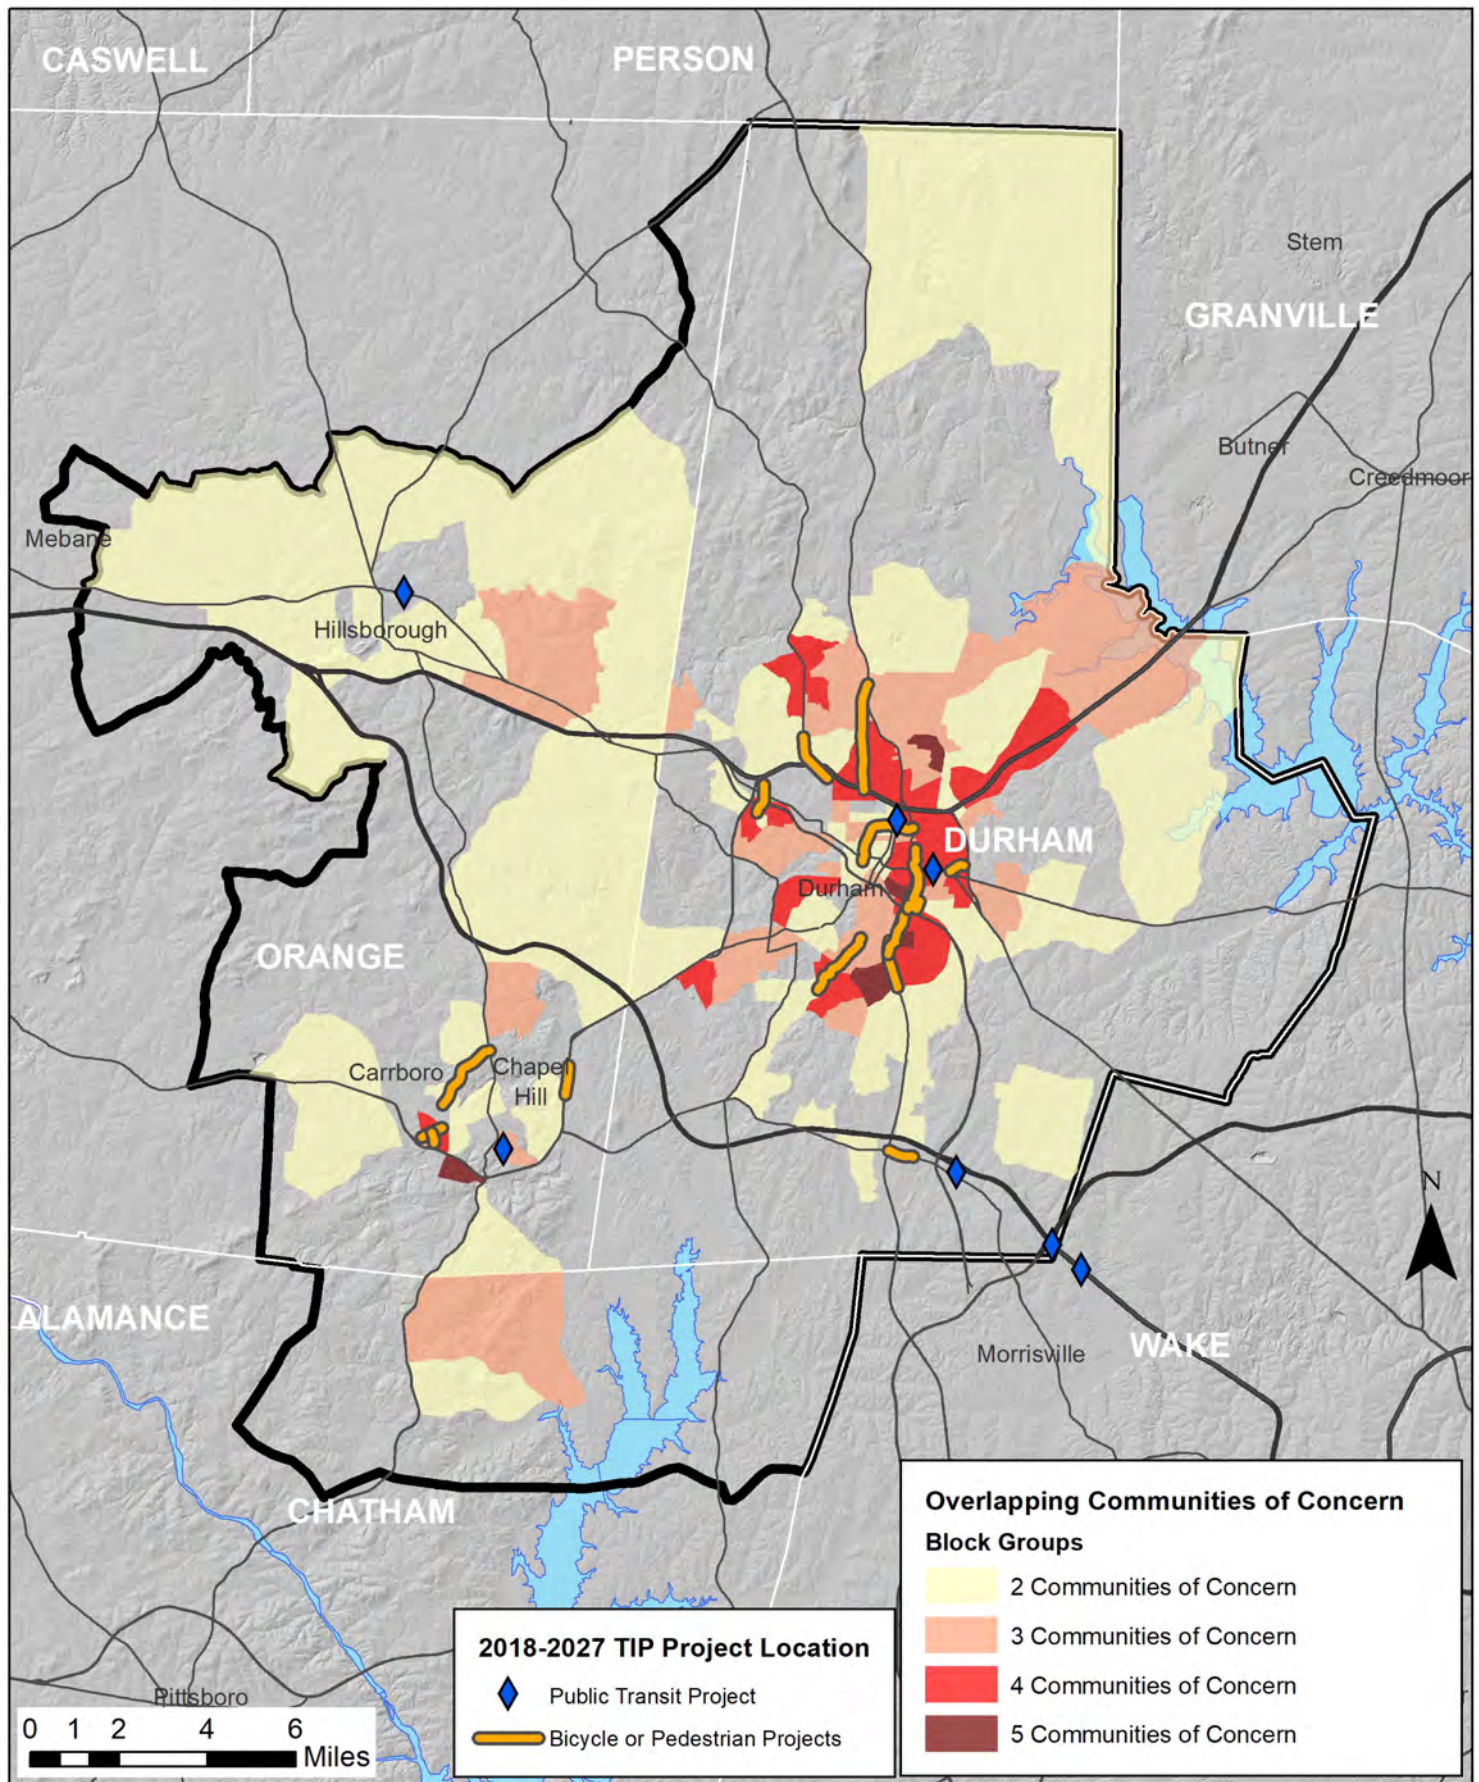 CASWELL
PERSON
Stem
GRANVILLE
Butner
Creedmoor
Mebane
Hillsborough
DURHAM
Durham
ORANGE
Carrboro
Chapel
Hill
N
ALAMANCE
WAKE
Morrisville
CHATHAM
Pittsboro
Overlapping Communities of Concern
Block Groups
2 Communities of Concern
3 Communities of Concern
4 Communities of Concern
5 Communities of Concern
2018-2027 TIP Project Location
Public Transit Project
Bicycle or Pedestrian Projects
0 1 2 4 6
Miles